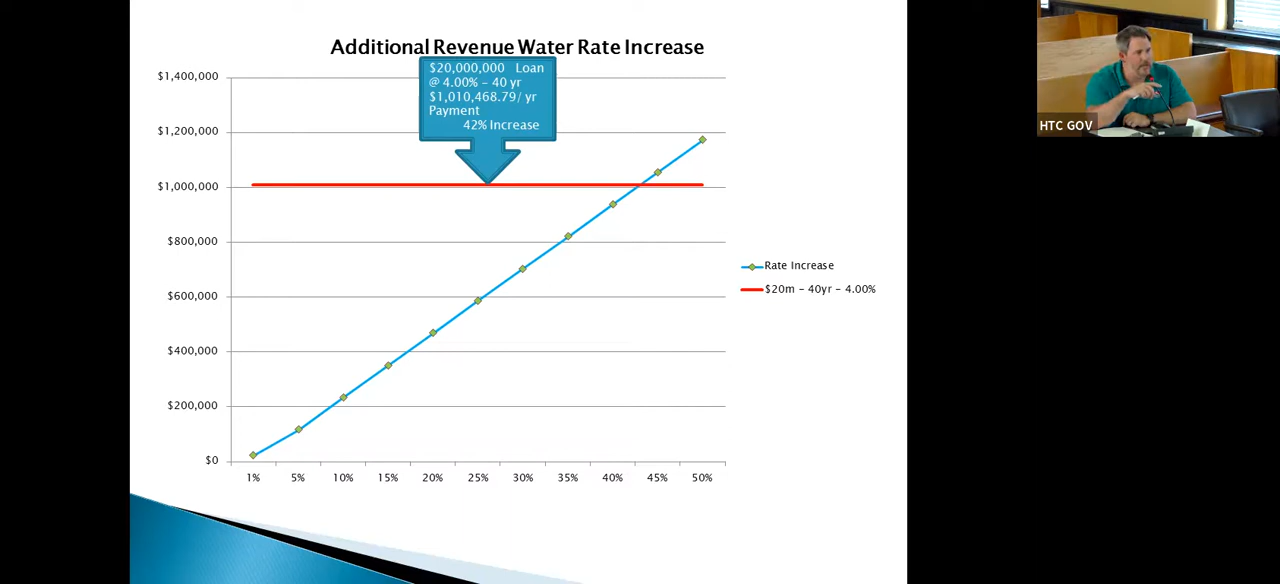 Additional Revenue Water Rate Increase
$20,000,000 Loan
@ 4.00% – 40 yr
$1,010,468.79/ yr
Payment
42% Increase
$1,400,000
$1,200,000
$1,000,000
$800,000
$600,000
$400,000
$200,000
$0
1% 5% 10% 15% 20% 25% 30% 35% 40% 45% 50%
Rate Increase
$20m – 40yr – 4.00%
HTC GOV